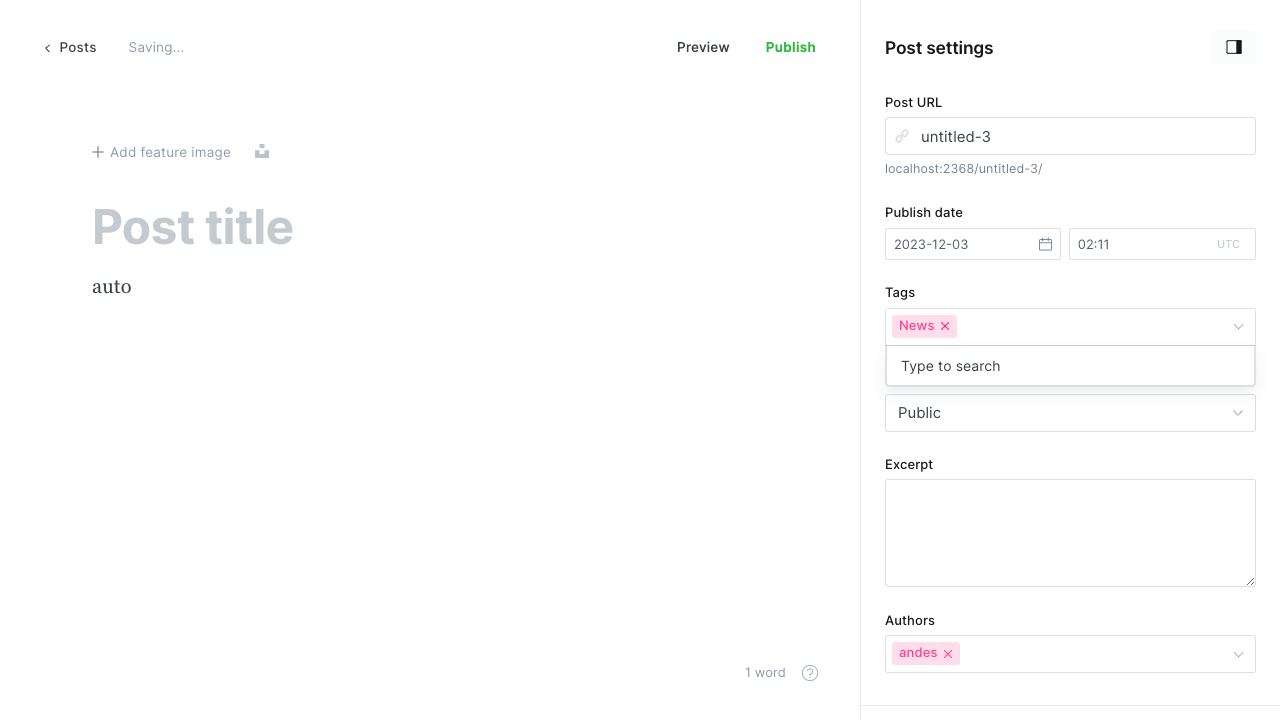 Posts
Saving...
Preview
Publish
Add feature image
Post title
auto
1 word
Post settings
Post URL
untitled-3
localhost:2368/untitled-3/
Publish date
2023-12-03
02:11
UTC
Tags
News
Type to search
Public
Excerpt
Authors
andes